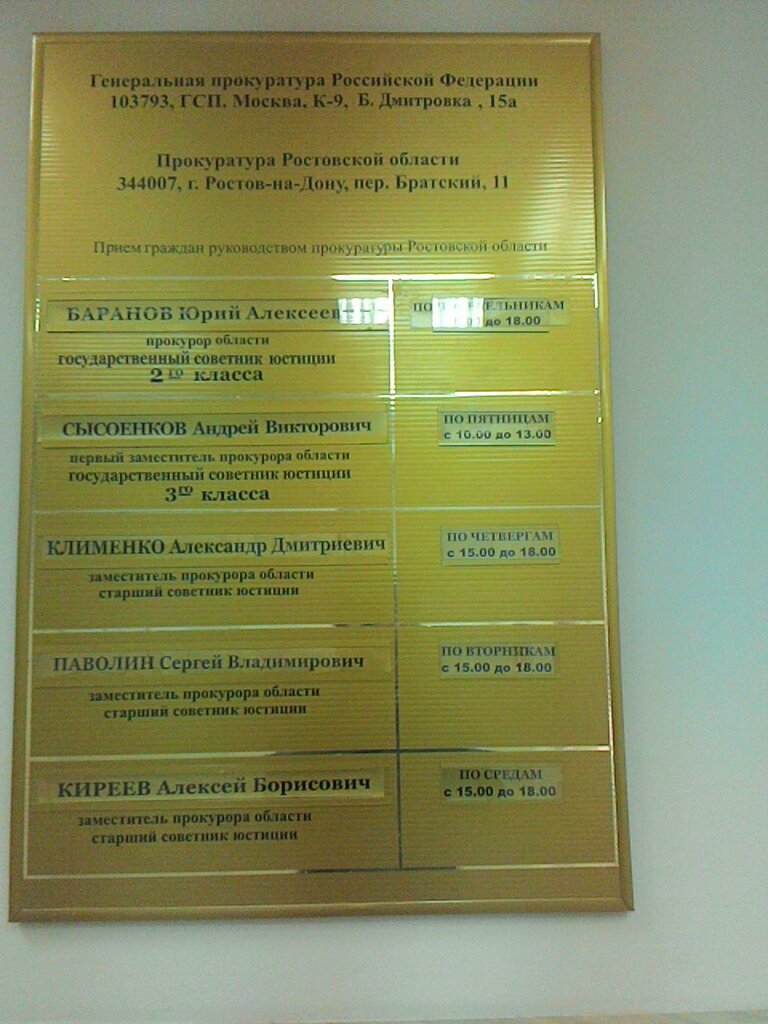 Генеральная прокуратура Российской Федерации
103793, ГСП, Москва, К-9, Б. Дмитровка , 15а
Прокуратура Ростовской области
344007, г. Ростов-на-Дону, пер. Братский, 11
Прием граждан руководством прокуратуры Ростовской области
БАРАНОВ Юрий
прокурор области
государственный советник юстиции
2го класса
ПО
до 18.00
СЫСОЕНКОВ Андрей Викторович
первый заместитель прокурора области
государственный советник юстиции
3го класса
ПО ПЯТНИЦАМ
с 10.00 до 13.00
КЛИМЕНКО Александр Дмитриевич
заместитель прокурора области
старший советник юстиции
ПО ЧЕТВЕРГАМ
с 15.00 до 18.00
ПАВОЛИН Сергей Владимирович
заместитель прокурора области
старший советник юстиции
ПО ВТОРНИКАМ
с 15.00 до 18.00
КИРЕЕВ Алексей Борисович
заместитель прокурора области
старший советник юстиции
ПО СРЕДАМ
с 15.00 до 18.00